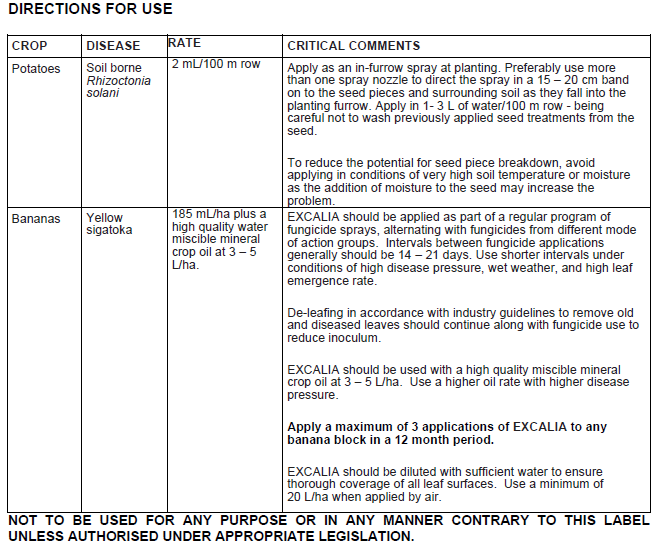 DIRECTIONS FOR USE
CROP DISEASE RATE CRITICAL COMMENTS
Potatoes
Soil borne
Rhizoctonia
solani
2 mL/100 m row
Apply as an in-furrow spray at planting. Preferably use more
than one spray nozzle to direct the spray in a 15 – 20 cm band
on to the seed pieces and surrounding soil as they fall into the
planting furrow. Apply in 1- 3 L of water/100 m row - being
careful not to wash previously applied seed treatments from the
seed.
To reduce the potential for seed piece breakdown, avoid
applying in conditions of very high soil temperature or moisture
as the addition of moisture to the seed may increase the
problem.
Bananas
Yellow
sigatoka
185 mL/ha plus a
high quality water
miscible mineral
crop oil at 3 – 5
L/ha.
EXCALIA should be applied as part of a regular program of
fungicide sprays, alternating with fungicides from different mode
of action groups.  Intervals between fungicide applications
generally should be 14 – 21 days. Use shorter intervals under
conditions of high disease pressure, wet weather, and high leaf
emergence rate.
De-leafing in accordance with industry guidelines to remove old
and diseased leaves should continue along with fungicide use to
reduce inoculum.
EXCALIA should be used with a high quality miscible mineral
crop oil at 3 – 5 L/ha.  Use a higher oil rate with higher disease
pressure.
Apply a maximum of 3 applications of EXCALIA to any
banana block in a 12 month period.
EXCALIA should be diluted with sufficient water to ensure
thorough coverage of all leaf surfaces.  Use a minimum of
20 L/ha when applied by air.
NOT TO BE USED FOR ANY PURPOSE OR IN ANY MANNER CONTRARY TO THIS LABEL
UNLESS AUTHORISED UNDER APPROPRIATE LEGISLATION.